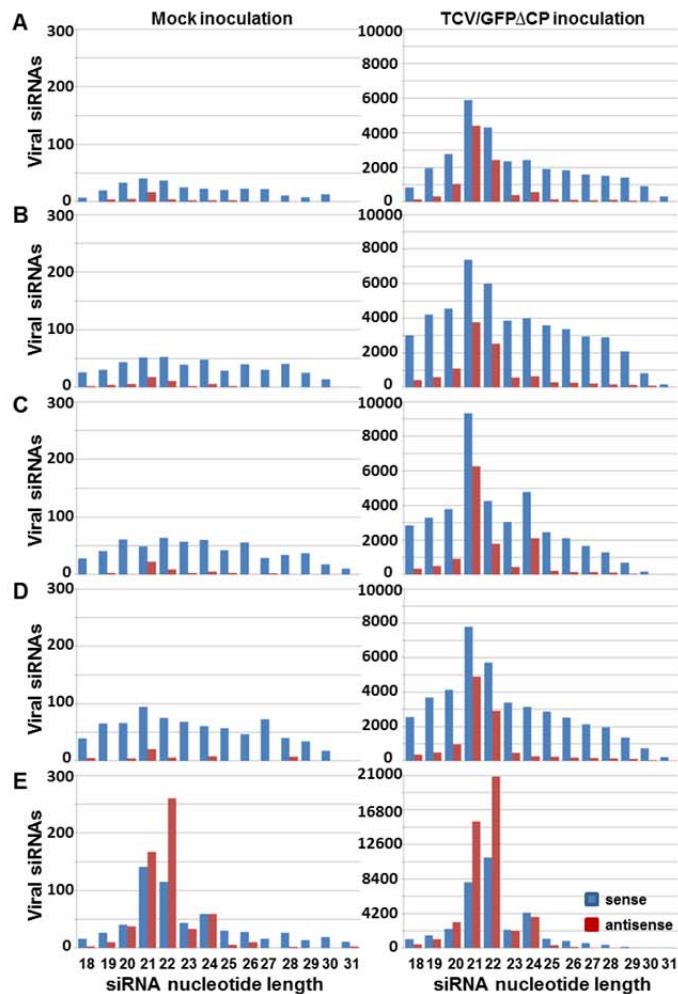 Mock inoculation
TCV/GFPΔCP inoculation
A
Viral siRNAs
300
200
100
0
10000
8000
6000
4000
2000
0
B
Viral siRNAs
300
200
100
0
10000
8000
6000
4000
2000
0
C
Viral siRNAs
300
200
100
0
10000
8000
6000
4000
2000
0
D
Viral siRNAs
300
200
100
0
10000
8000
6000
4000
2000
0
E
Viral siRNAs
300
200
100
0
21000
16800
12600
8400
4200
0
sense
antisense
18 19 20 21 22 23 24 25 26 27 28 29 30 31
18 19 20 21 22 23 24 25 26 27 28 29 30 31
siRNA nucleotide length
siRNA nucleotide length